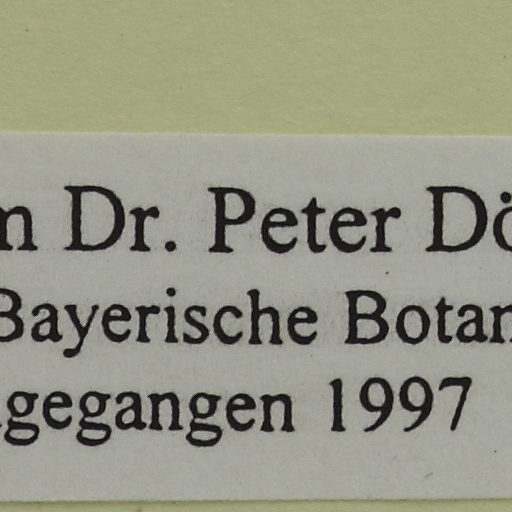 m Dr. Peter Dö
Bayerische Botan
gegangen 1997